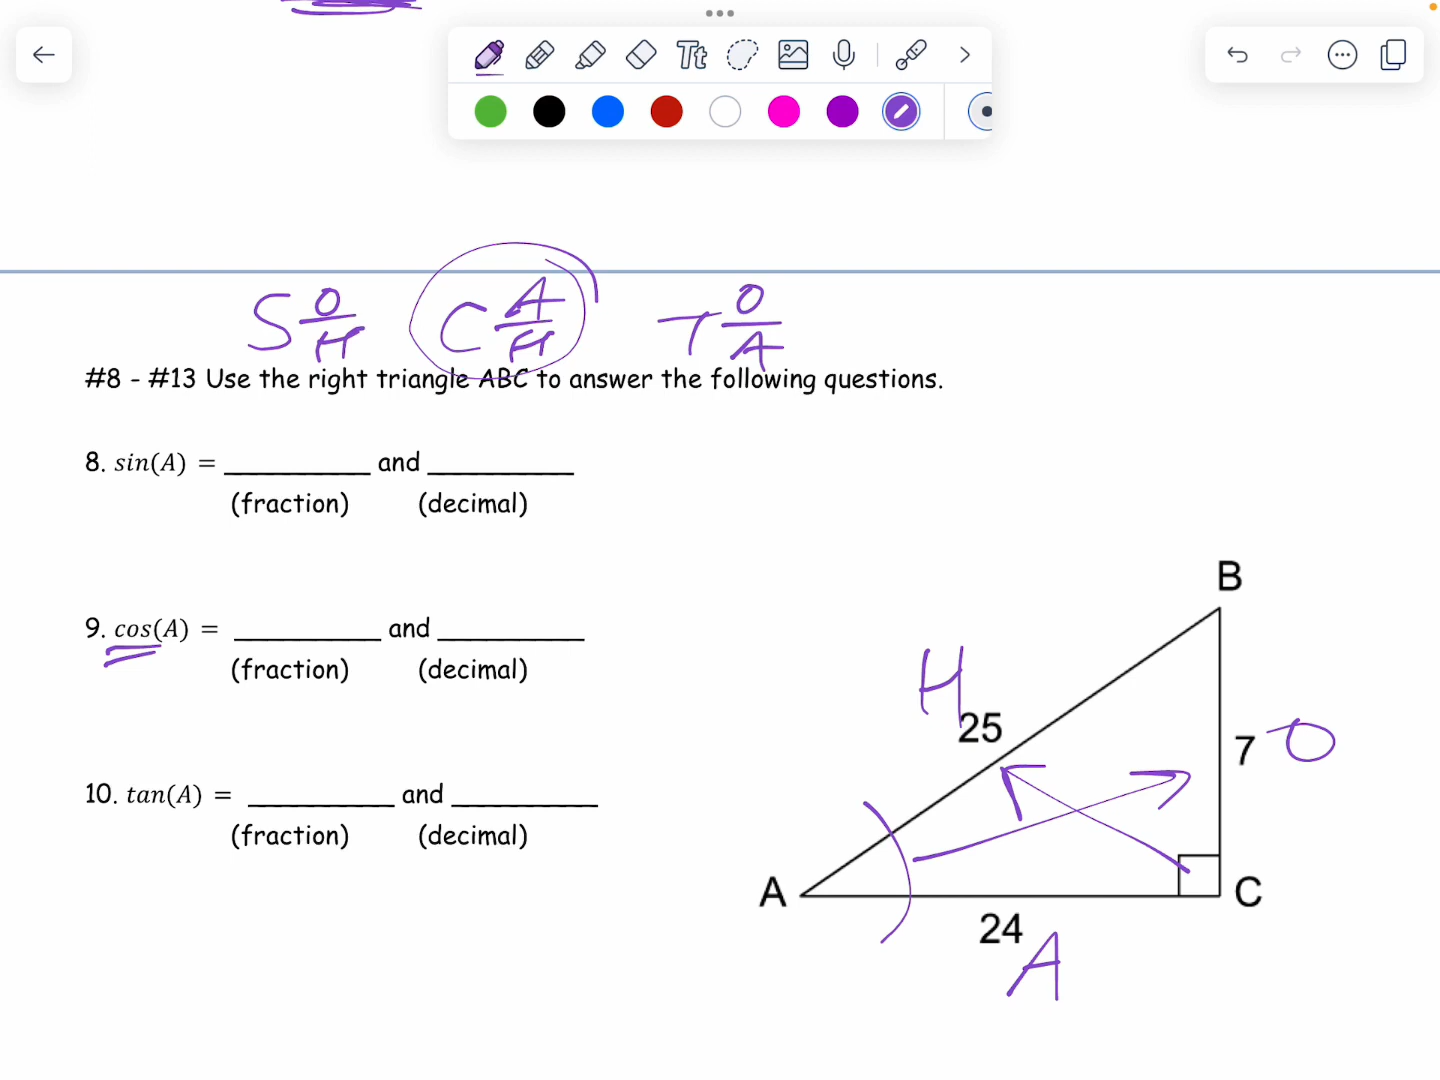 Tt
S O/H C A/H T O/A
#8 - #13 Use the right triangle ABC to answer the following questions.
8. sin(A) = __________ and __________
(fraction) (decimal)
9. cos(A) = __________ and __________
(fraction) (decimal)
10. tan(A) = __________ and __________
(fraction) (decimal)
B
H
25
7 O
A
C
24
A